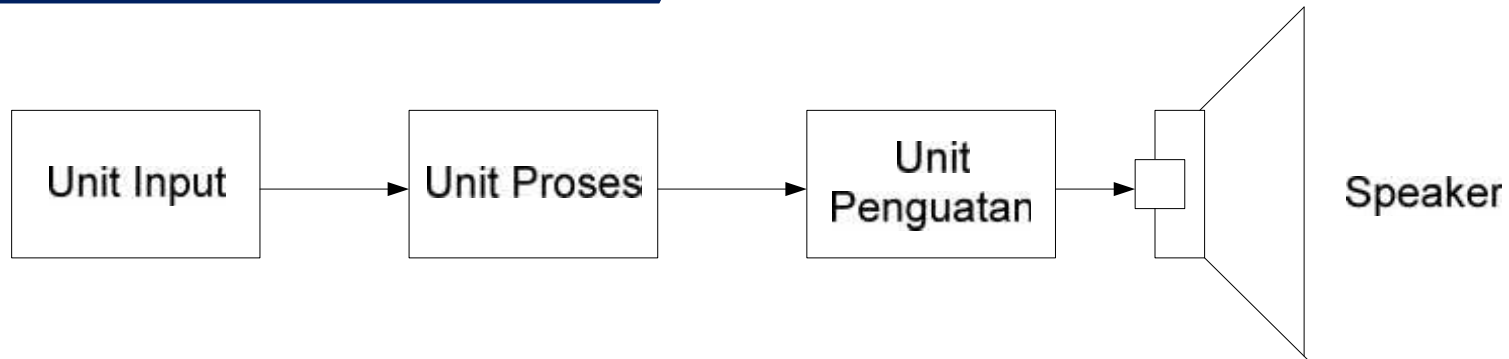 Unit Input
Unit Proses
Unit
Penguatan
Speaker